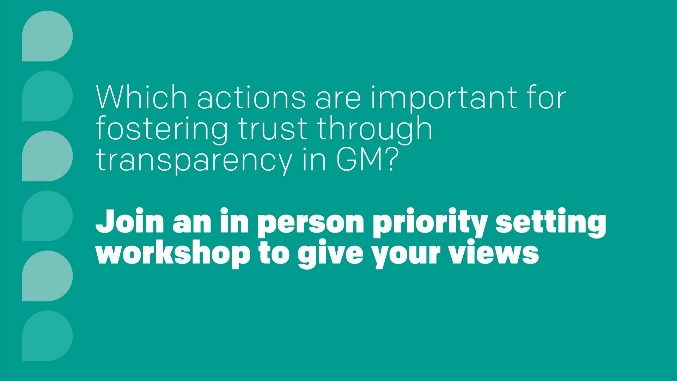 Which actions are important for
fostering trust through
transparency in GM?
Join an in person priority setting
workshop to give your views